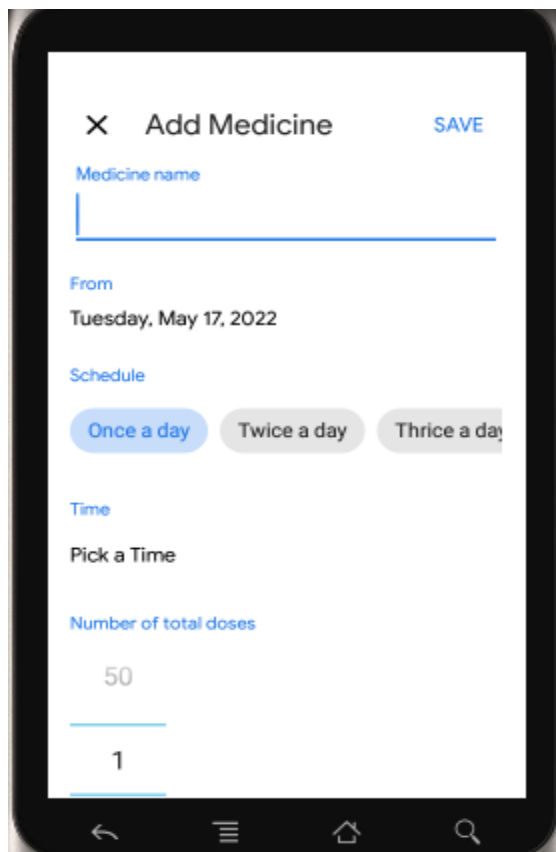 Add Medicine SAVE
Medicine name
From
Tuesday, May 17, 2022
Schedule
Once a day Twice a day Thrice a day
Time
Pick a Time
Number of total doses
50
1